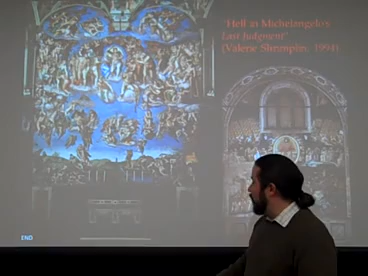 "Hell in Michelangelo's
Last Judgment"
(Valerie Shrimplin, 1994)
END